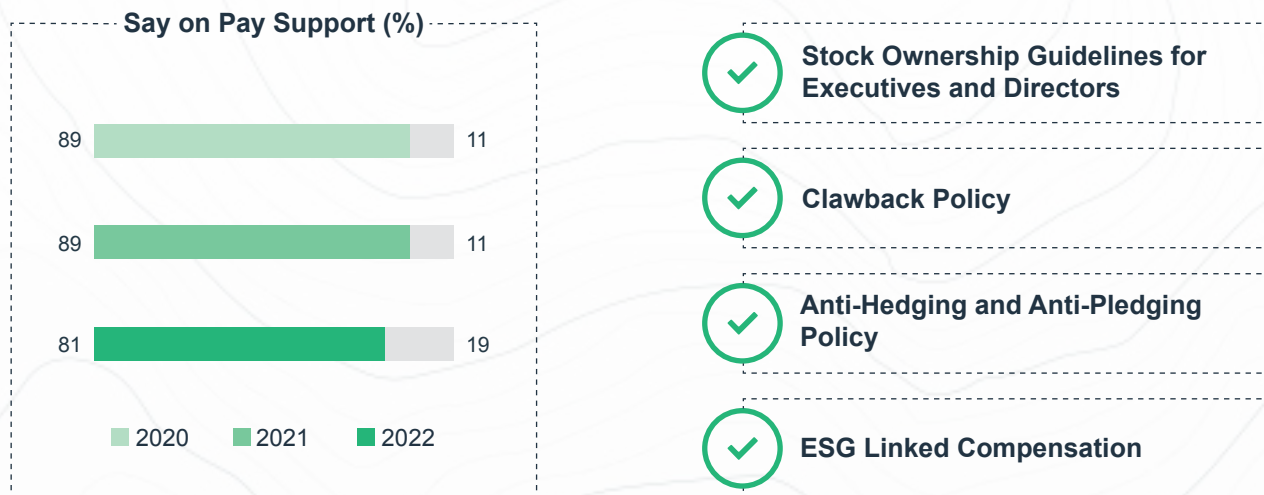 Say on Pay Support (%)
89 11
89 11
81 19
2020 2021 2022
Stock Ownership Guidelines for
Executives and Directors
Clawback Policy
Anti-Hedging and Anti-Pledging
Policy
ESG Linked Compensation